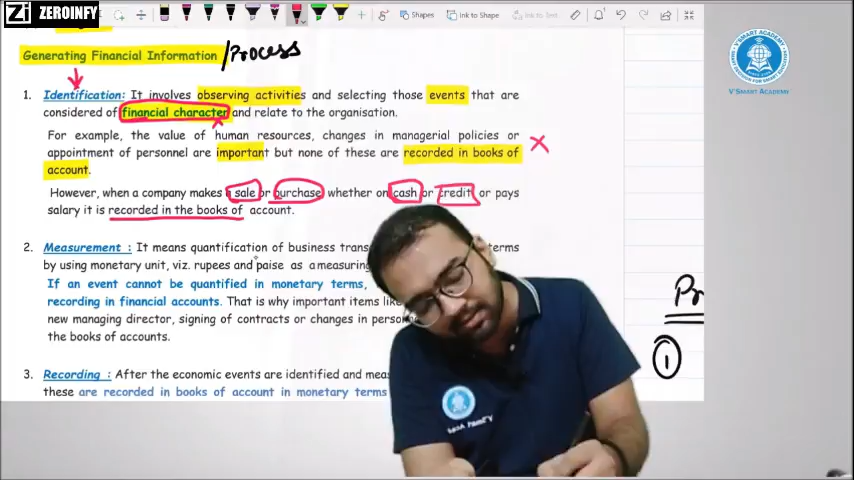 Zi ZEROINFY
Shapes Ink to Shape Ink to Text
Generating Financial Information /Process
1. Identification: It involves observing activities and selecting those events that are
considered of financial character and relate to the organisation.
For example, the value of human resources, changes in managerial policies or
appointment of personnel are important but none of these are recorded in books of
account.
However, when a company makes a sale or purchase whether on cash or credit or pays
salary it is recorded in the books of account.
2. Measurement : It means quantification of business terms
by using monetary unit, viz. rupees and paise as a measuring
If an event cannot be quantified in monetary terms,
recording in financial accounts. That is why important items
new managing director, signing of contracts or changes in
the books of accounts.
3. Recording : After the economic events are identified and
these are recorded in books of account in monetary terms
V'SMART ACADEMY
Pr
1